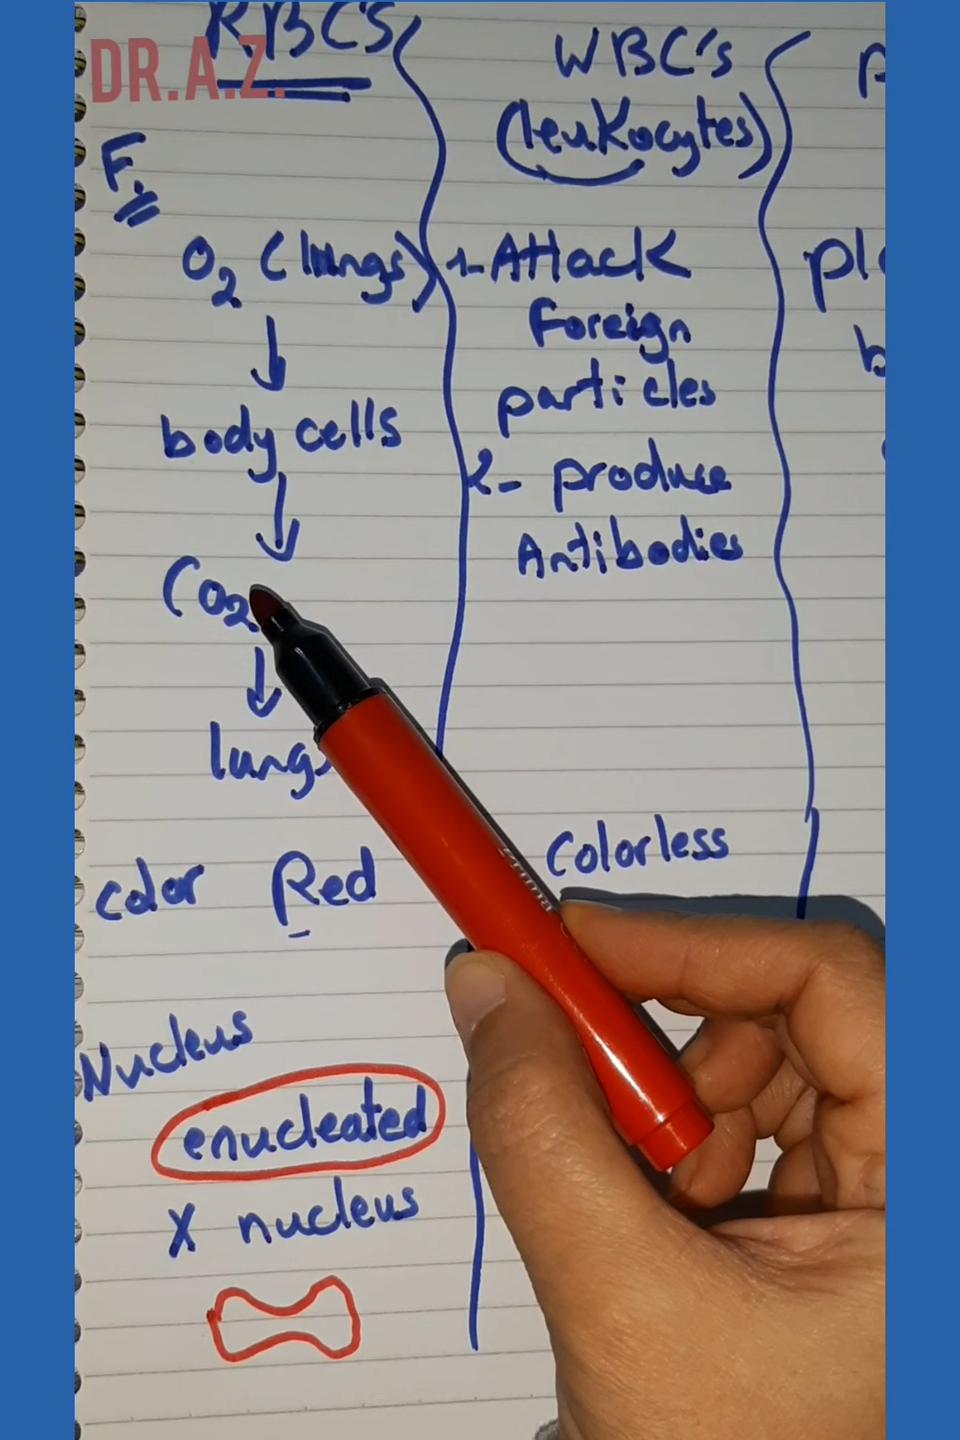 R.BC's
DR.A.Z.
F.
O2 (lungs)
body cells
CO2
lungs
color Red
Nucleus
enucleated
X nucleus
WBC's
(leukocytes)
1- Attack
Foreign
particles
2- produce
Antibodies
Colorless
pl
b